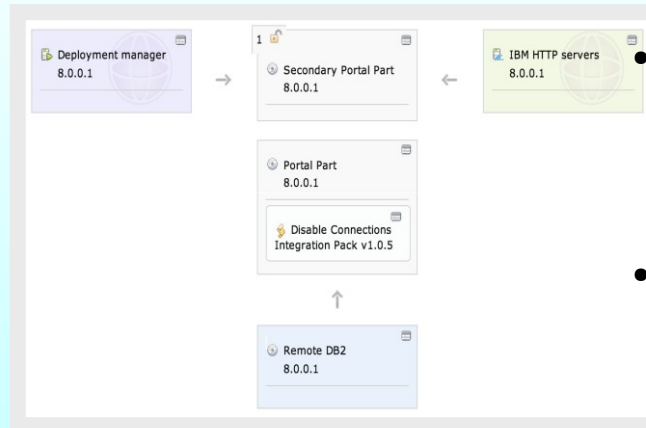 Deployment manager
8.0.0.1
1
Secondary Portal Part
8.0.0.1
IBM HTTP servers
8.0.0.1
Portal Part
8.0.0.1
Disable Connections
Integration Pack v1.0.5
Remote DB2
8.0.0.1